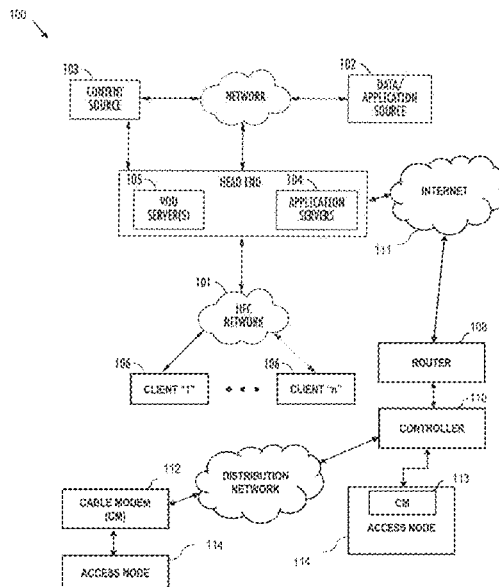 100
103
CONTENT
SOURCE
NETWORK
102
DATA/
APPLICATION
SOURCE
HEAD END
105
VOD
SERVER(S)
104
APPLICATION
SERVERS
INTERNET
111
101
HFC
NETWORK
106
CLIENT "1"
106
CLIENT "n"
108
ROUTER
110
CONTROLLER
DISTRIBUTION
NETWORK
112
CABLE MODEM
(CM)
113
CM
ACCESS NODE
114
ACCESS NODE
114